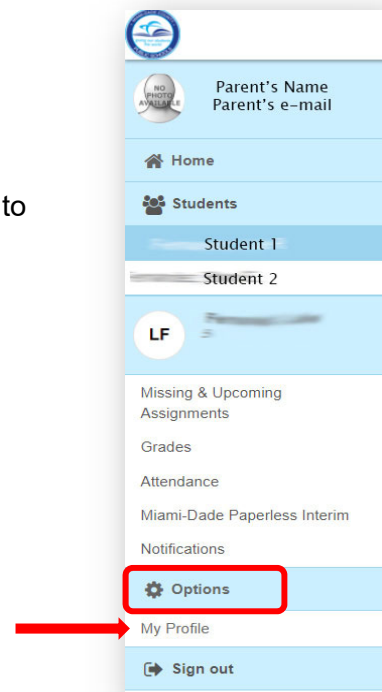 NO
PHOTO
AVAILABLE
Parent's Name
Parent's e-mail
Home
to
Students
Student 1
Student 2
LF
Missing & Upcoming
Assignments
Grades
Attendance
Miami-Dade Paperless Interim
Notifications
Options
My Profile
Sign out